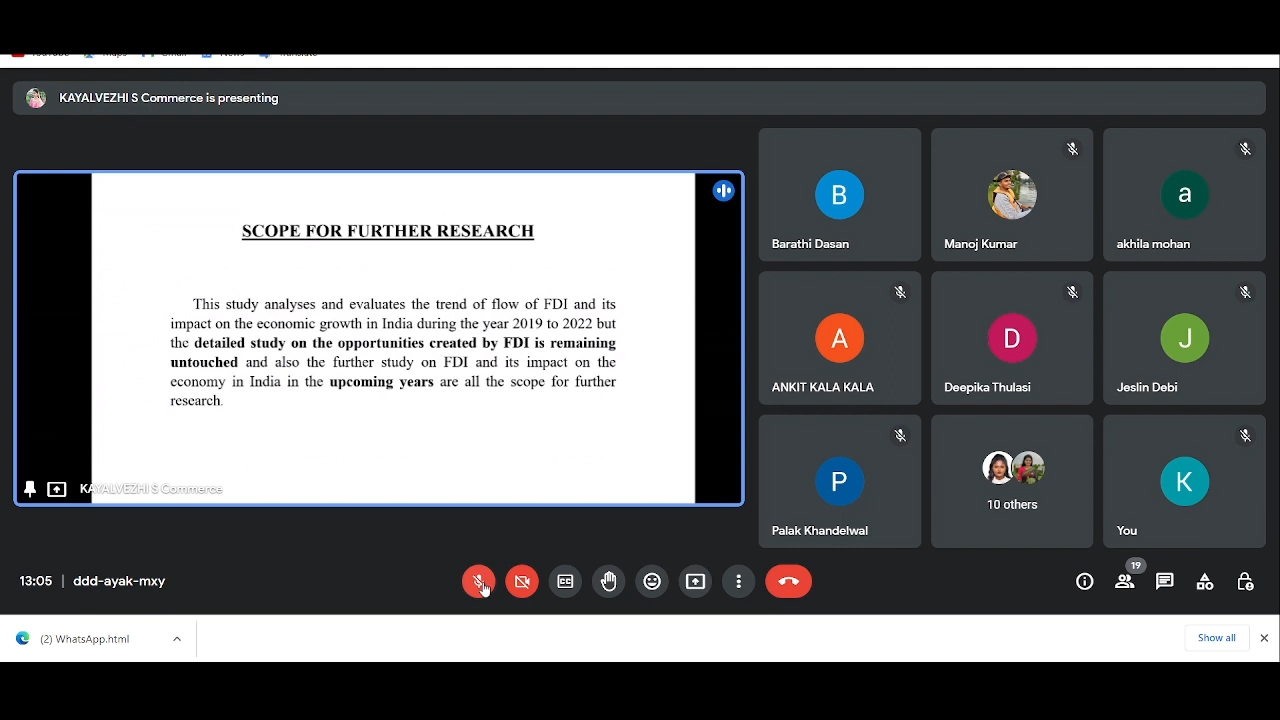 KAYALVEZHI S Commerce is presenting
SCOPE FOR FURTHER RESEARCH
This study analyses and evaluates the trend of flow of FDI and its
impact on the economic growth in India during the year 2019 to 2022 but
the detailed study on the opportunities created by FDI is remaining
untouched and also the further study on FDI and its impact on the
economy in India in the upcoming years are all the scope for further
research.
KAYALVEZHI S Commerce
B
Barathi Dasan
Manoj Kumar
a
akhila mohan
A
ANKIT KALA KALA
D
Deepika Thulasi
J
Jeslin Debi
P
Palak Khandelwal
10 others
K
You
13:05 | ddd-ayak-mxy
19
(2) WhatsApp.html
Show all